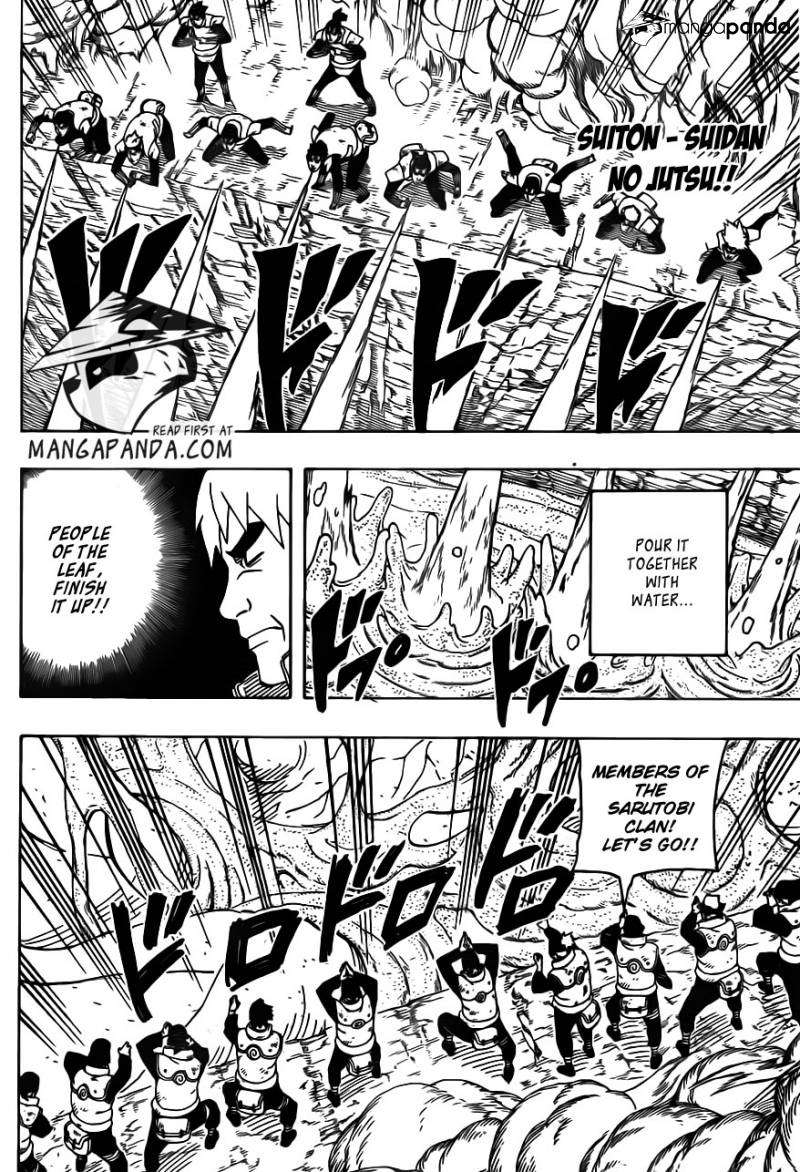 mangapanda
SUITON - SUIDAN
NO JUTSU!!
ドドドド
READ FIRST AT
MANGAPANDA.COM
POUR IT
TOGETHER
WITH
WATER...
ドプ。
ドプ。
PEOPLE
OF THE
LEAF,
FINISH
IT UP!!
MEMBERS OF
THE
SARUTOBI
CLAN!
LET'S GO!!
ドロドロドロ